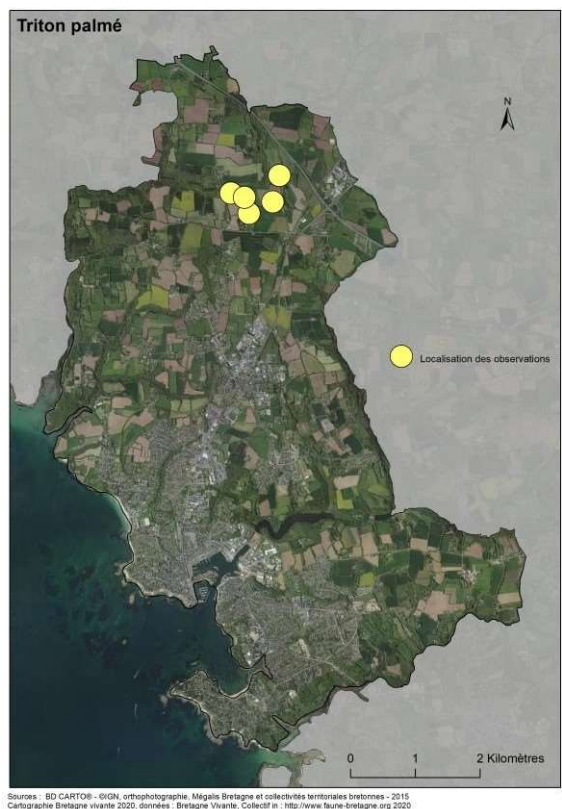 Triton palmé
N
Localisation des observations
0 1 2 Kilomètres
Sources : BD CARTO® - ©IGN, orthophotographie, Mégalis Bretagne et collectivités territoriales bretonnes - 2015
Cartographie Bretagne vivante 2020, données : Bretagne Vivante, Collectif in : http://www.faune-bretagne.org 2020